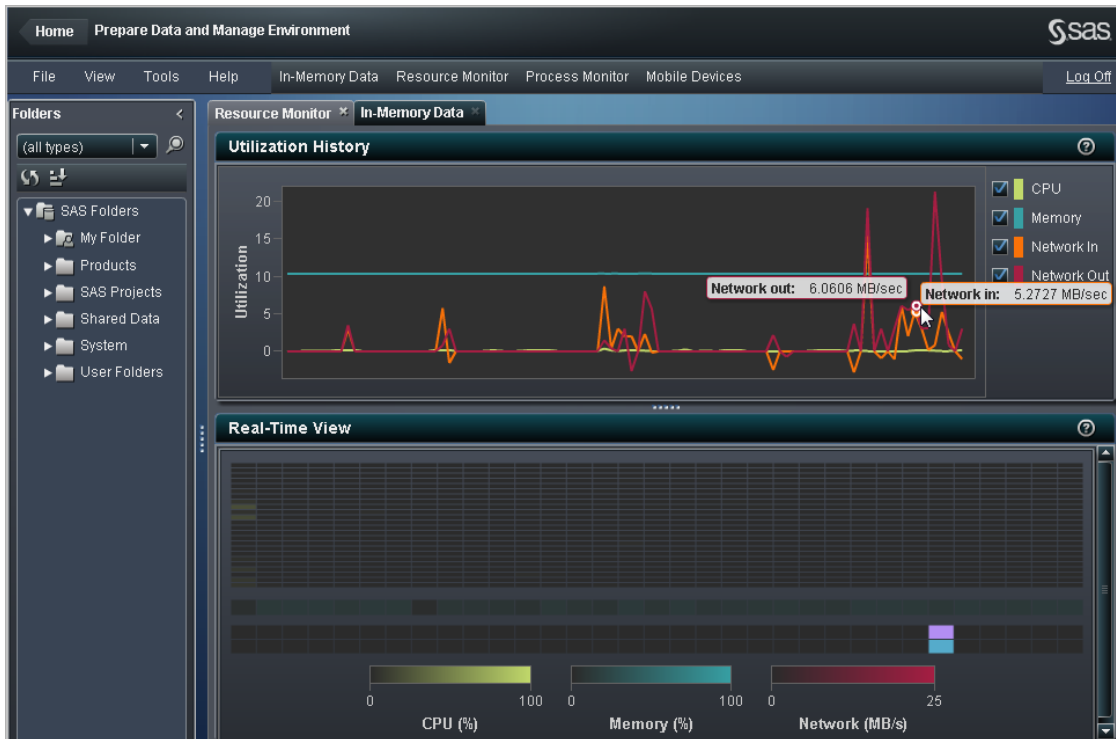 Home Prepare Data and Manage Environment
sas
File View Tools Help In-Memory Data Resource Monitor Process Monitor Mobile Devices Log Off
Folders
(all types)
SAS Folders
My Folder
Products
SAS Projects
Shared Data
System
User Folders
Resource Monitor In-Memory Data
Utilization History
Utilization
20
15
10
5
0
CPU
Memory
Network In
Network Out
Network out: 6.0606 MB/sec
Network in: 5.2727 MB/sec
Real-Time View
0 100 0 100 0 25
CPU (%) Memory (%) Network (MB/s)